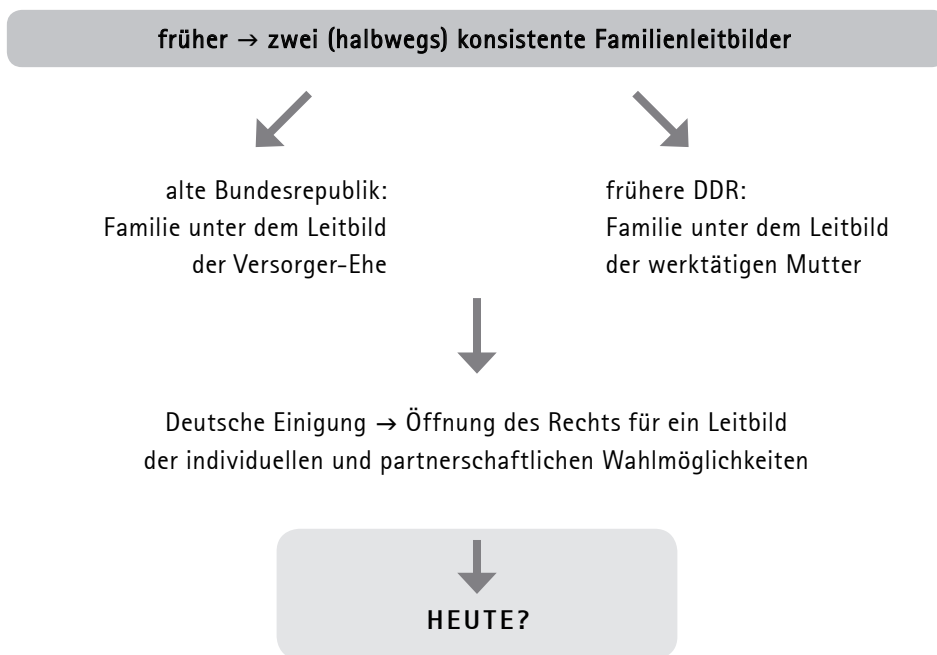 früher → zwei (halbwegs) konsistente Familienleitbilder
alte Bundesrepublik:
Familie unter dem Leitbild
der Versorger-Ehe
frühere DDR:
Familie unter dem Leitbild
der werktätigen Mutter
Deutsche Einigung → Öffnung des Rechts für ein Leitbild
der individuellen und partnerschaftlichen Wahlmöglichkeiten
HEUTE?